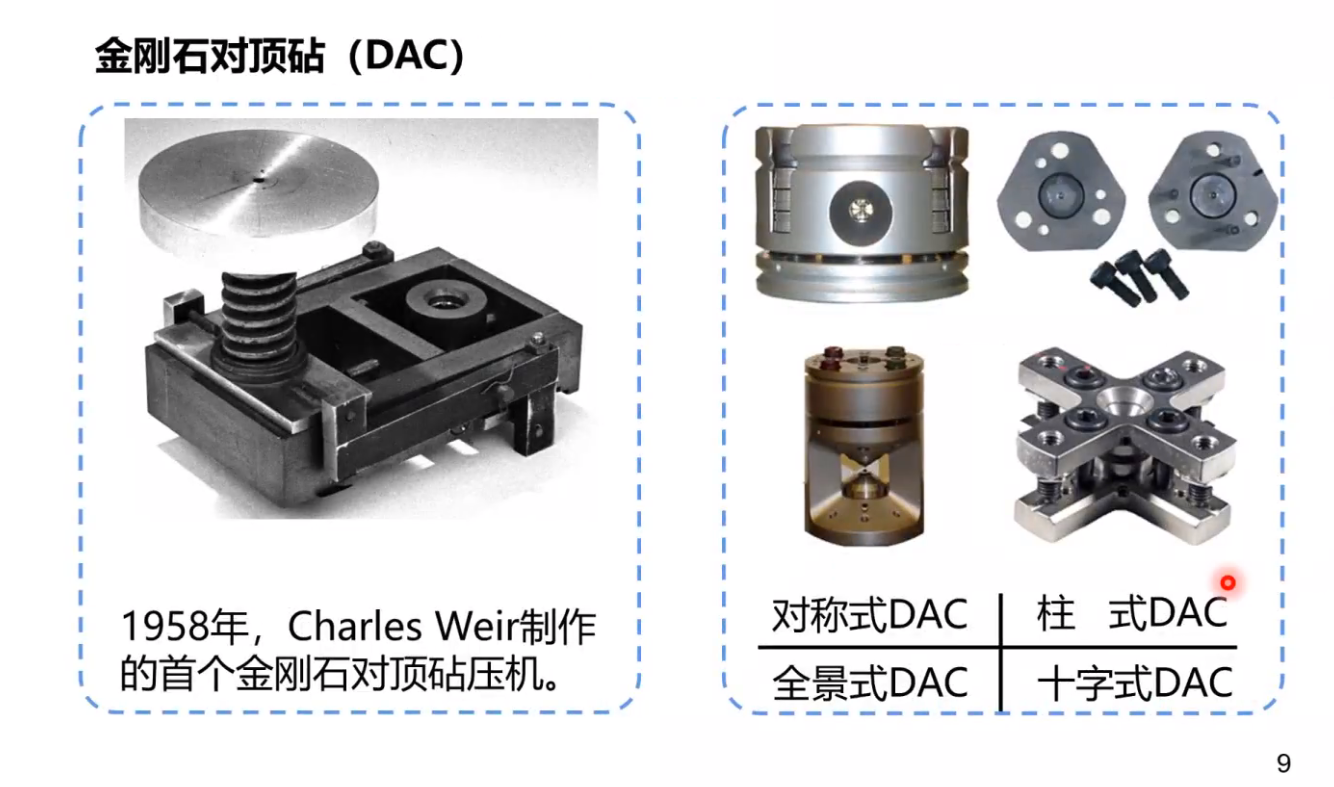 金刚石对顶砧（DAC）
1958年，Charles Weir制作
的首个金刚石对顶砧压机。
对称式DAC 柱 式DAC
全景式DAC 十字式DAC
9